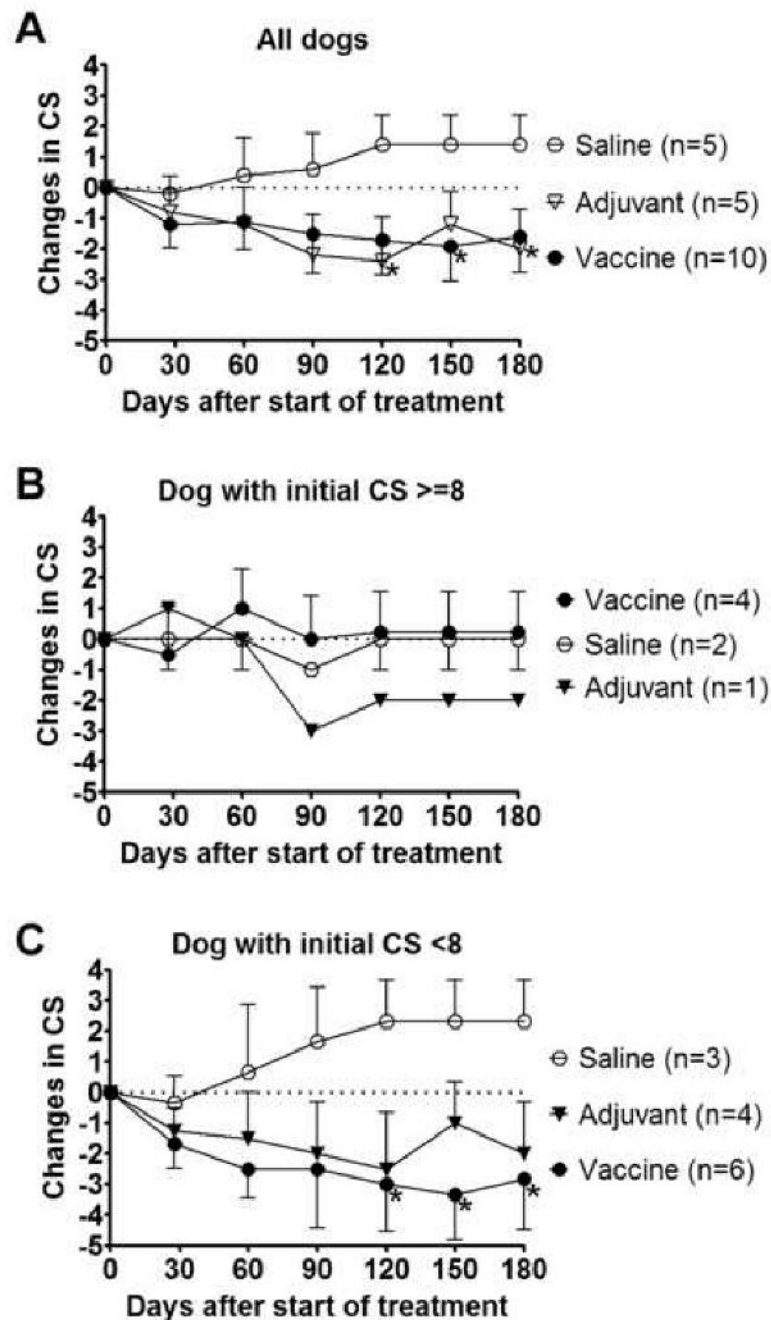 A
All dogs
Changes in CS
4
3
2
1
0
-1
-2
-3
-4
-5
0 30 60 90 120 150 180
Days after start of treatment
Saline (n=5)
Adjuvant (n=5)
Vaccine (n=10)
* * *
B
Dog with initial CS >=8
Changes in CS
4
3
2
1
0
-1
-2
-3
-4
-5
0 30 60 90 120 150 180
Days after start of treatment
Vaccine (n=4)
Saline (n=2)
Adjuvant (n=1)
C
Dog with initial CS <8
Changes in CS
4
3
2
1
0
-1
-2
-3
-4
-5
0 30 60 90 120 150 180
Days after start of treatment
Saline (n=3)
Adjuvant (n=4)
Vaccine (n=6)
* * *